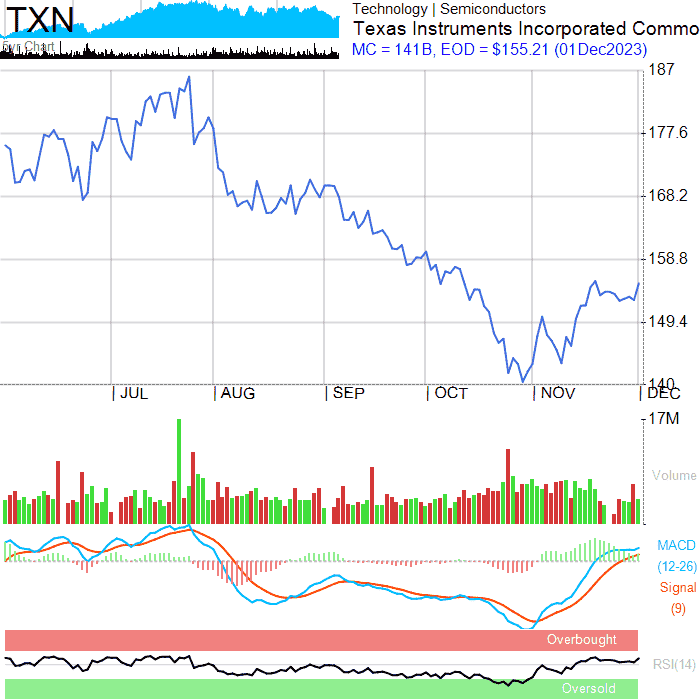 TXN
5yr Chart
Technology | Semiconductors
Texas Instruments Incorporated Commo
MC = 141B, EOD = $155.21 (01Dec2023)
187
177.6
168.2
158.8
149.4
140
JUL
AUG
SEP
OCT
NOV
DEC
17M
Volume
MACD
(12-26)
Signal
(9)
Overbought
RSI(14)
Oversold